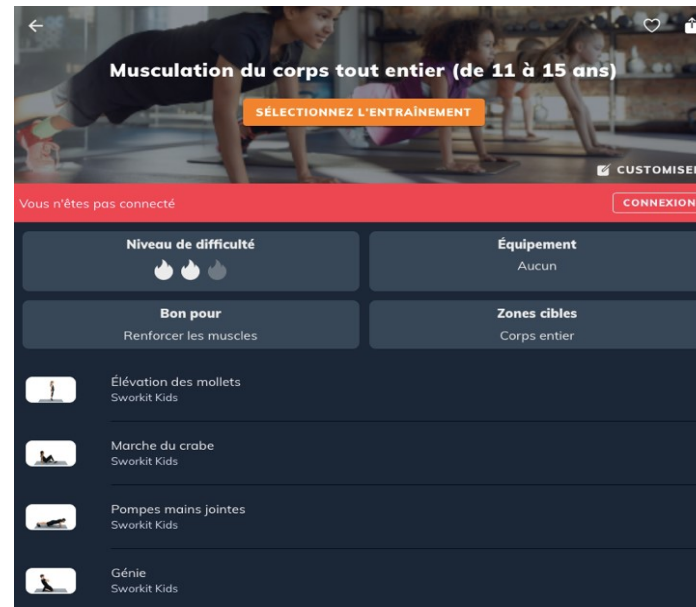 Musculation du corps tout entier (de 11 à 15 ans)
SÉLECTIONNEZ L'ENTRAÎNEMENT
CUSTOMISER
Vous n'êtes pas connecté
CONNEXION
Niveau de difficulté
Équipement
Aucun
Bon pour
Renforcer les muscles
Zones cibles
Corps entier
Élévation des mollets
Sworkit Kids
Marche du crabe
Sworkit Kids
Pompes mains jointes
Sworkit Kids
Génie
Sworkit Kids